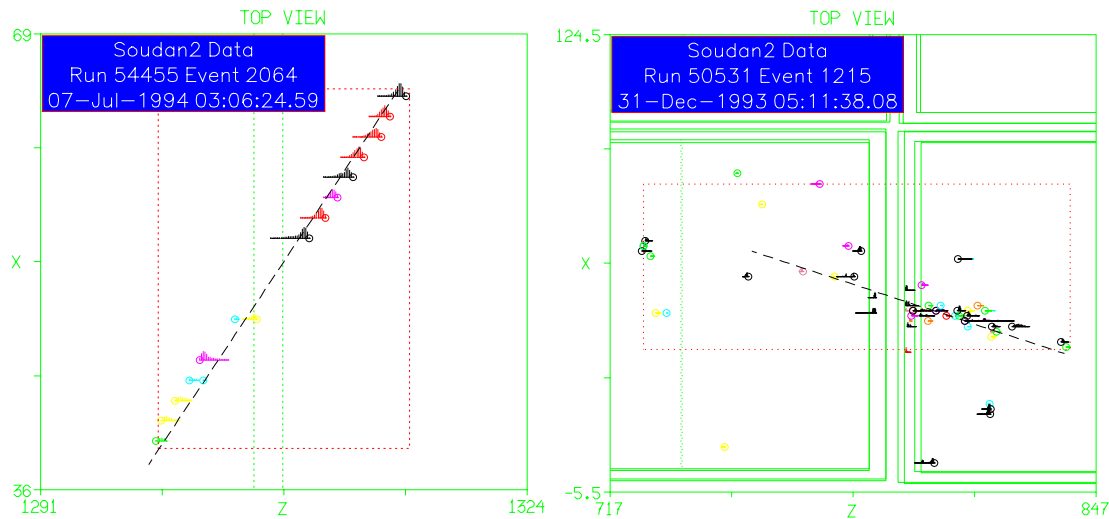 TOP VIEW
69
Soudan2 Data
Run 54455 Event 2064
07-Jul-1994 03:06:24.59
X
36
1291
Z
1324
TOP VIEW
124.5
Soudan2 Data
Run 50531 Event 1215
31-Dec-1993 05:11:38.08
X
-5.5
717
Z
847